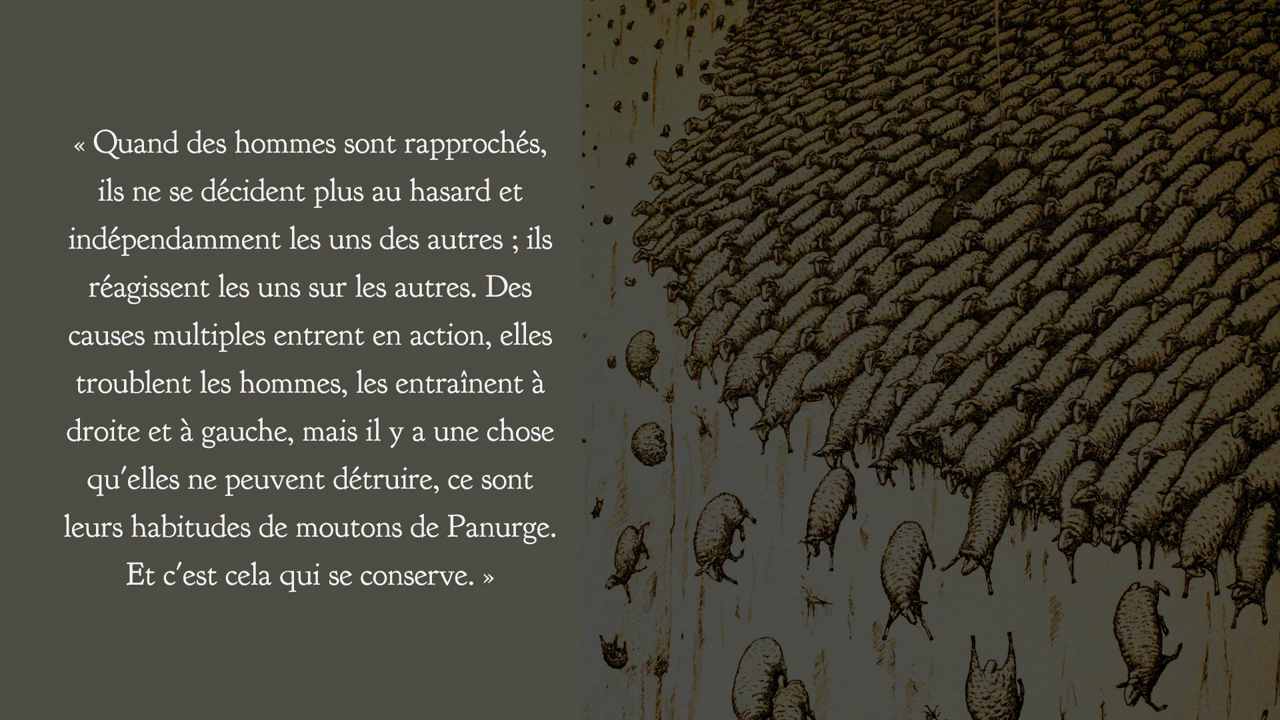 « Quand des hommes sont rapprochés,
ils ne se décident plus au hasard et
indépendamment les uns des autres ; ils
réagissent les uns sur les autres. Des
causes multiples entrent en action, elles
troublent les hommes, les entraînent à
droite et à gauche, mais il y a une chose
qu'elles ne peuvent détruire, ce sont
leurs habitudes de moutons de Panurge.
Et c'est cela qui se conserve. »